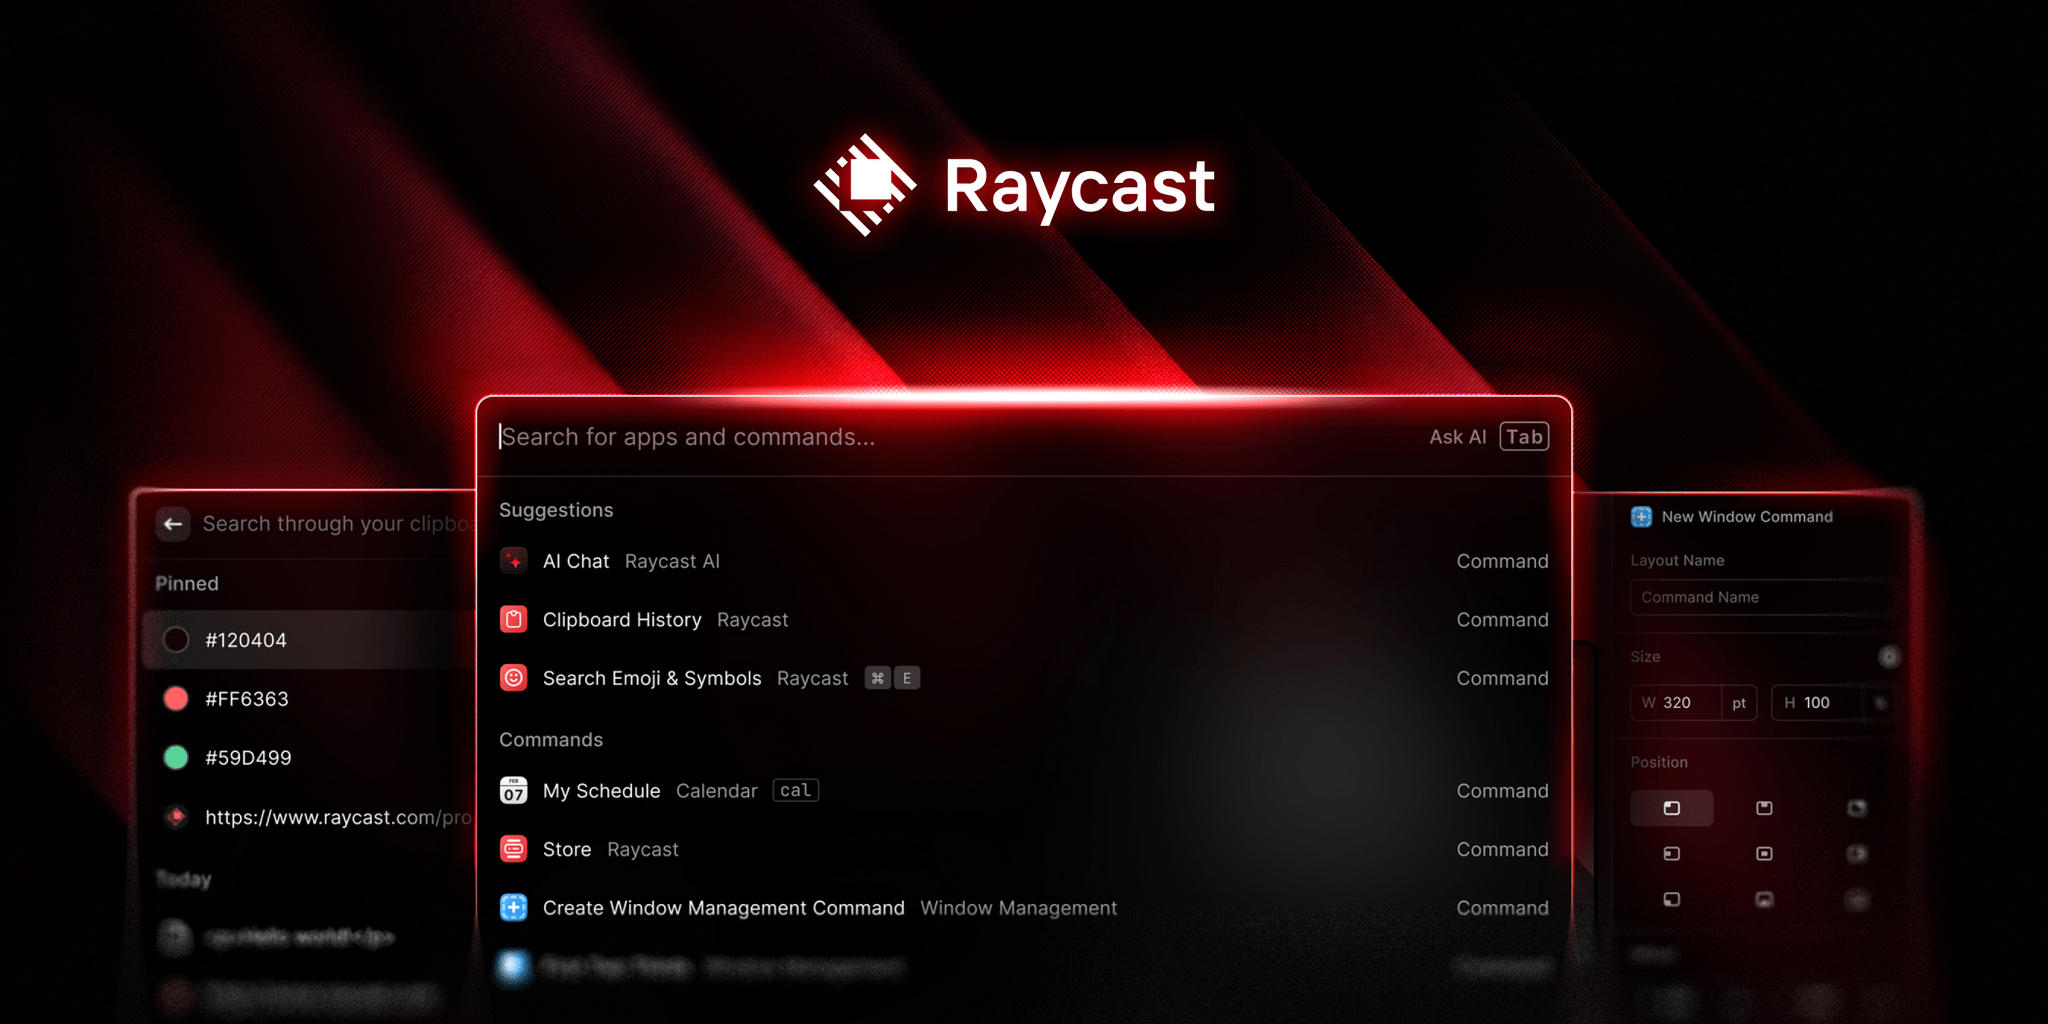 Raycast
Search for apps and commands...
Ask AI Tab
Suggestions
AI Chat Raycast AI Command
Clipboard History Raycast Command
Search Emoji & Symbols Raycast ⌘ E Command
Commands
FEB
07
My Schedule Calendar cal Command
Store Raycast Command
Create Window Management Command Window Management Command
Search through your
Pinned
#120404
#FF6363
#59D499
https://www.raycast.com/pro
Today
New Window Command
Layout Name
Command Name
Size
W 320 pt H 100
Position